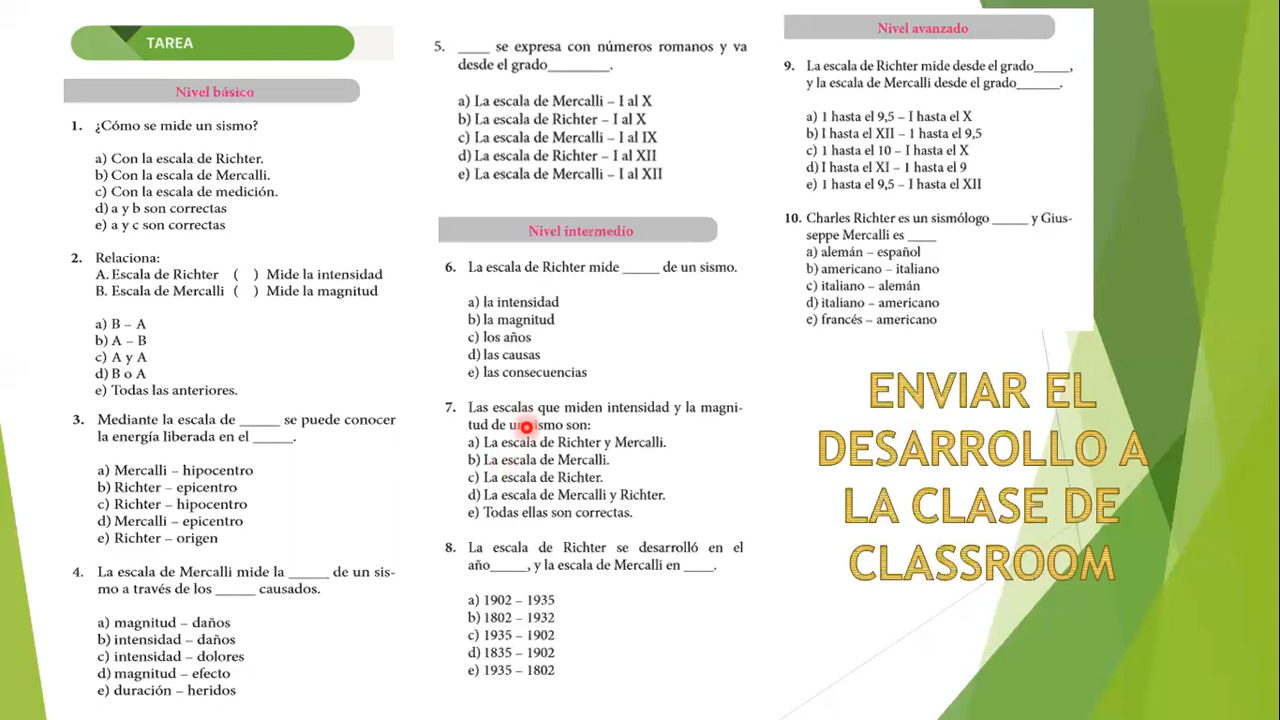 TAREA
Nivel básico
1. ¿Cómo se mide un sismo?
a) Con la escala de Richter.
b) Con la escala de Mercalli.
c) Con la escala de medición.
d) a y b son correctas
e) a y c son correctas
2. Relaciona:
A. Escala de Richter ( ) Mide la intensidad
B. Escala de Mercalli ( ) Mide la magnitud
a) B – A
b) A – B
c) A y A
d) B o A
e) Todas las anteriores.
3. Mediante la escala de ______ se puede conocer
la energía liberada en el ______.
a) Mercalli – hipocentro
b) Richter – epicentro
c) Richter – hipocentro
d) Mercalli – epicentro
e) Richter – origen
4. La escala de Mercalli mide la ______ de un sis-
mo a través de los ______ causados.
a) magnitud – daños
b) intensidad – daños
c) intensidad – dolores
d) magnitud – efecto
e) duración – heridos
5. ____ se expresa con números romanos y va
desde el grado________.
a) La escala de Mercalli – I al X
b) La escala de Richter – I al X
c) La escala de Mercalli – I al IX
d) La escala de Richter – I al XII
e) La escala de Mercalli – I al XII
Nivel intermedio
6. La escala de Richter mide _____ de un sismo.
a) la intensidad
b) la magnitud
c) los años
d) las causas
e) las consecuencias
7. Las escalas que miden intensidad y la magni-
tud de un sismo son:
a) La escala de Richter y Mercalli.
b) La escala de Mercalli.
c) La escala de Richter.
d) La escala de Mercalli y Richter.
e) Todas ellas son correctas.
8. La escala de Richter se desarrolló en el
año_____, y la escala de Mercalli en ____.
a) 1902 – 1935
b) 1802 – 1932
c) 1935 – 1902
d) 1835 – 1902
e) 1935 – 1802
Nivel avanzado
9. La escala de Richter mide desde el grado_____,
y la escala de Mercalli desde el grado______.
a) 1 hasta el 9,5 – I hasta el X
b) I hasta el XII – 1 hasta el 9,5
c) 1 hasta el 10 – I hasta el X
d) I hasta el XI – 1 hasta el 9
e) 1 hasta el 9,5 – I hasta el XII
10. Charles Richter es un sismólogo _____ y Gius-
seppe Mercalli es ____
a) alemán – español
b) americano – italiano
c) italiano – alemán
d) italiano – americano
e) francés – americano
ENVIAR EL
DESARROLLO A
LA CLASE DE
CLASSROOM